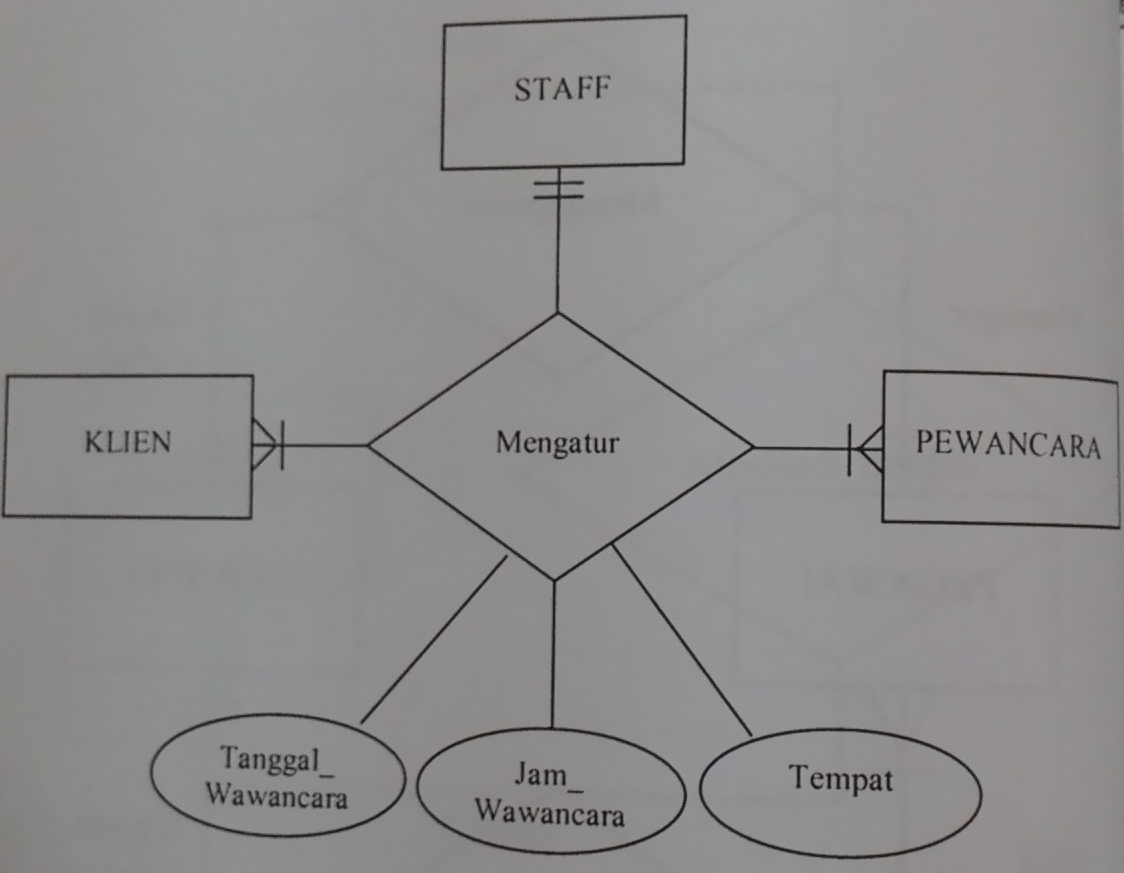 STAFF
KLIEN
Mengatur
PEWANCARA
Tanggal_
Wawancara
Jam_
Wawancara
Tempat